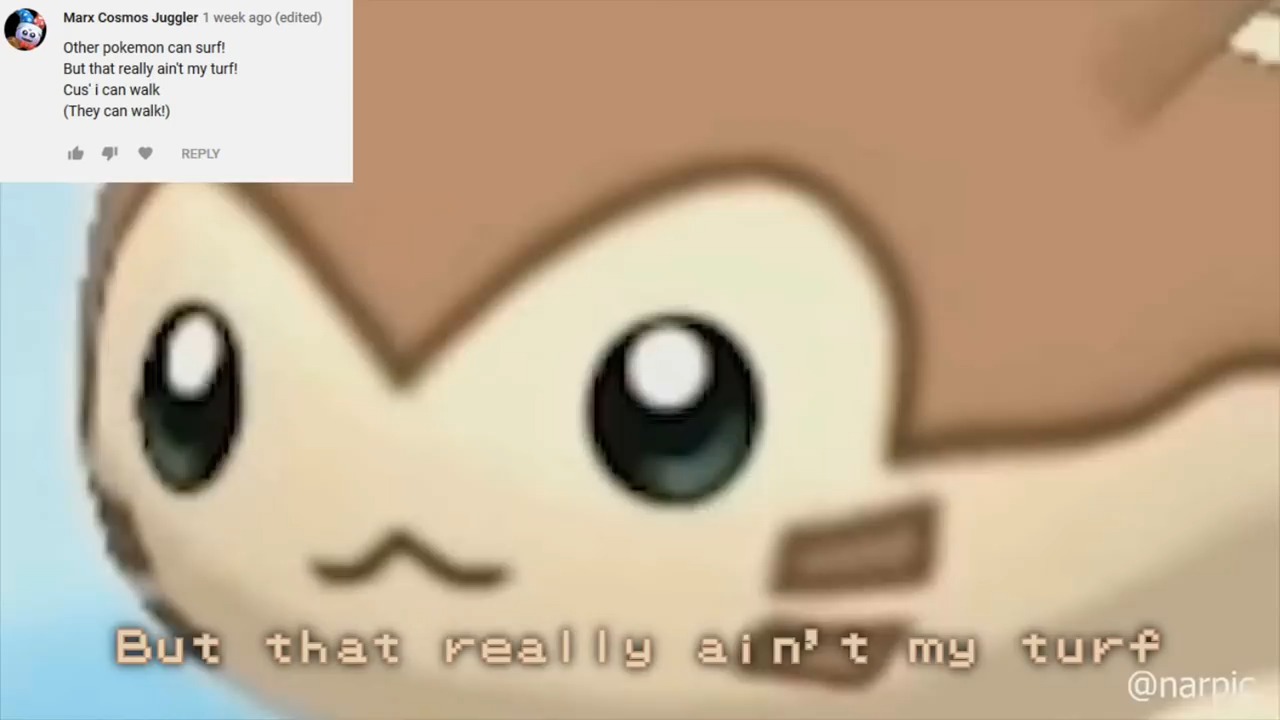 Marx Cosmos Juggler 1 week ago (edited)
Other pokemon can surf!
But that really ain't my turf!
Cus' i can walk
(They can walk!)
REPLY
But that really ain't my turf
@narpic